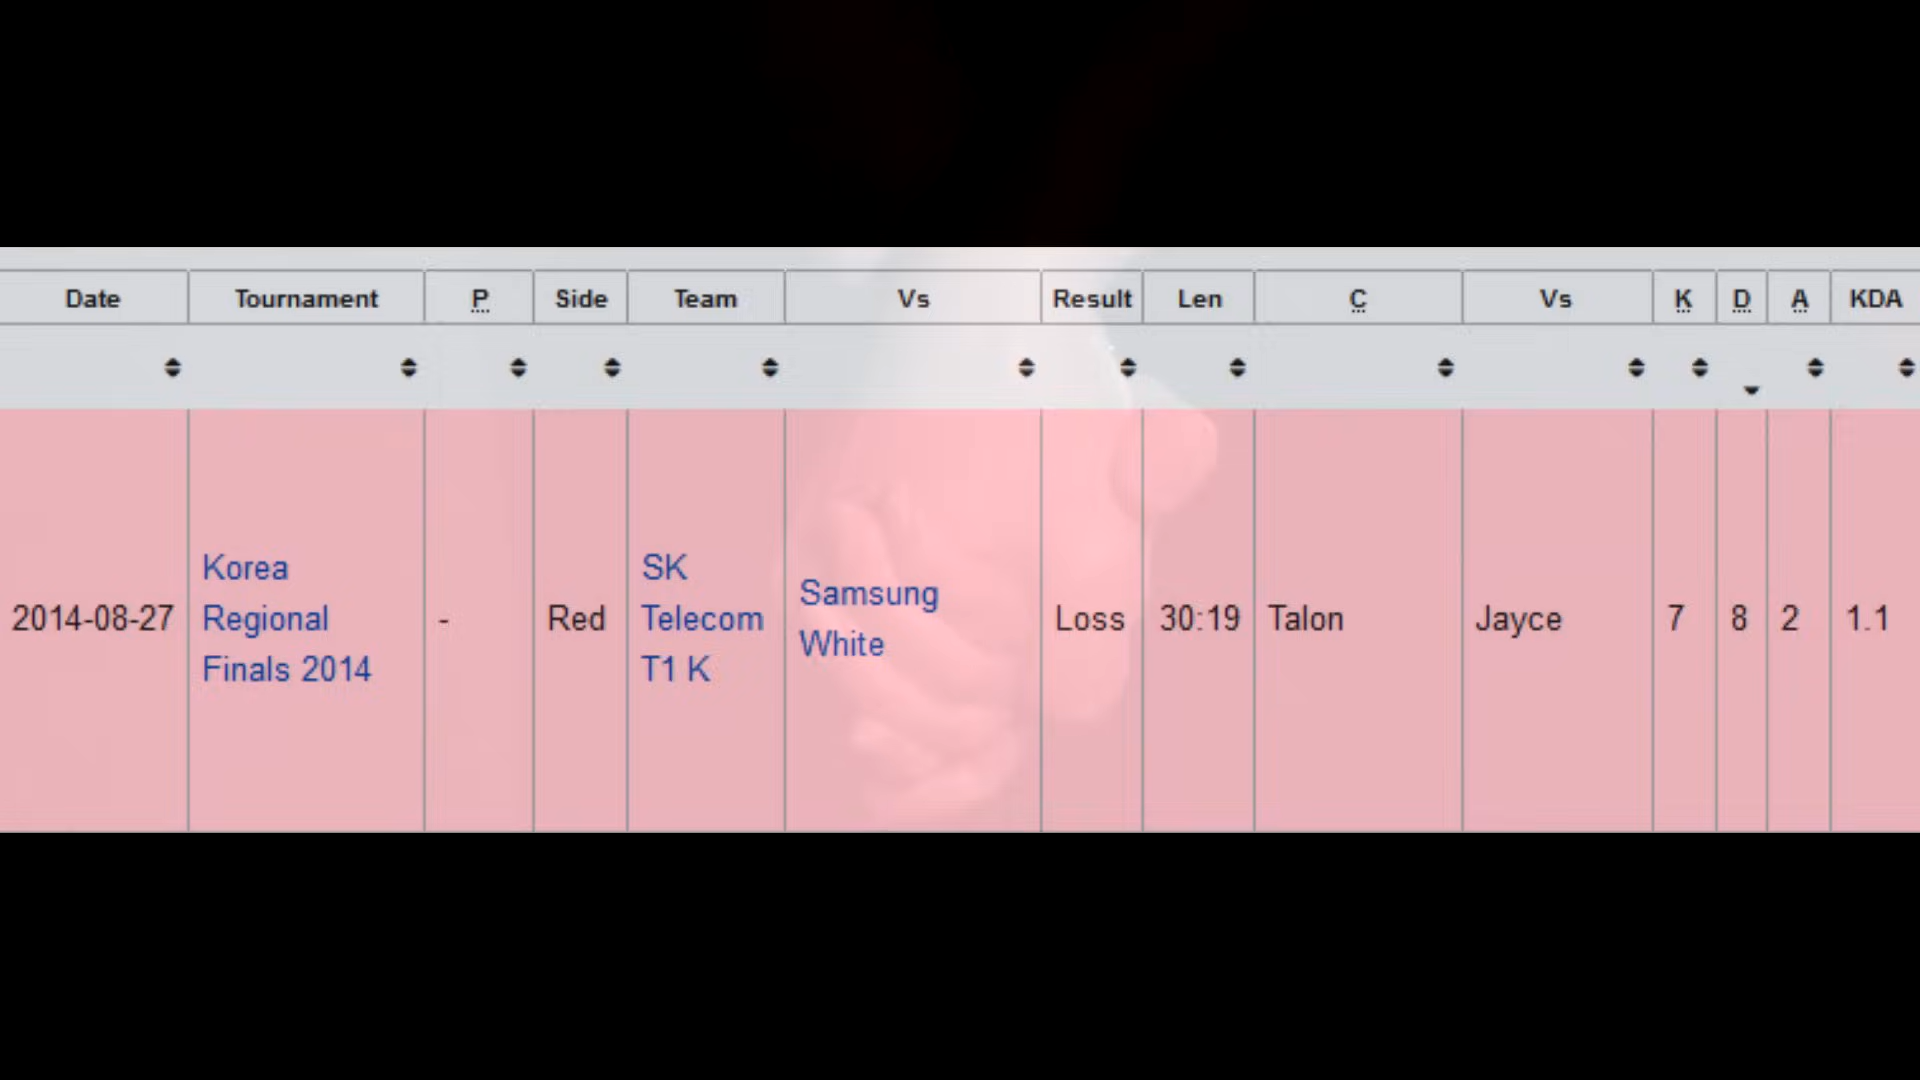 Date Tournament P Side Team Vs Result Len C Vs K D A KDA
2014-08-27
Korea
Regional
Finals 2014
-
Red
SK
Telecom
T1 K
Samsung
White
Loss
30:19
Talon
Jayce
7
8
2
1.1